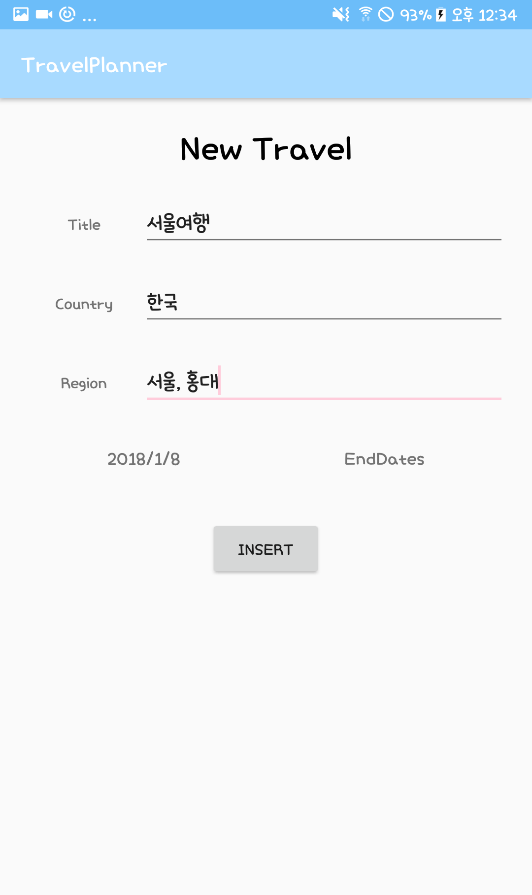 ... 93% 오후 12:34
TravelPlanner
New Travel
Title 서울여행
Country 한국
Region 서울, 홍대
2018/1/8 EndDates
INSERT